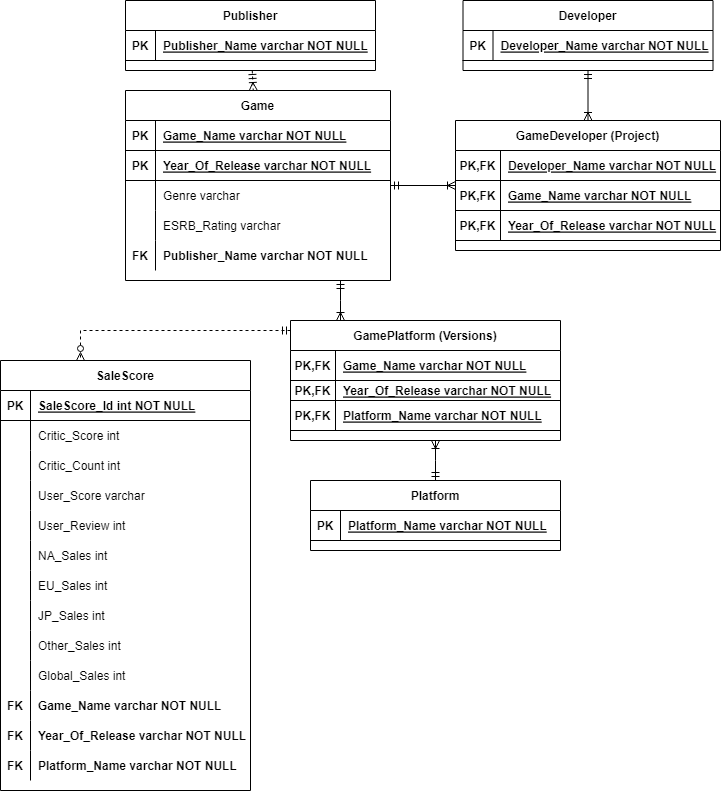 Publisher
PK Publisher_Name varchar NOT NULL
Developer
PK Developer_Name varchar NOT NULL
Game
PK Game_Name varchar NOT NULL
PK Year_Of_Release varchar NOT NULL
Genre varchar
ESRB_Rating varchar
FK Publisher_Name varchar NOT NULL
GameDeveloper (Project)
PK,FK Developer_Name varchar NOT NULL
PK,FK Game_Name varchar NOT NULL
PK,FK Year_Of_Release varchar NOT NULL
GamePlatform (Versions)
PK,FK Game_Name varchar NOT NULL
PK,FK Year_Of_Release varchar NOT NULL
PK,FK Platform_Name varchar NOT NULL
SaleScore
PK SaleScore_Id int NOT NULL
Critic_Score int
Critic_Count int
User_Score varchar
User_Review int
NA_Sales int
EU_Sales int
JP_Sales int
Other_Sales int
Global_Sales int
FK Game_Name varchar NOT NULL
FK Year_Of_Release varchar NOT NULL
FK Platform_Name varchar NOT NULL
Platform
PK Platform_Name varchar NOT NULL